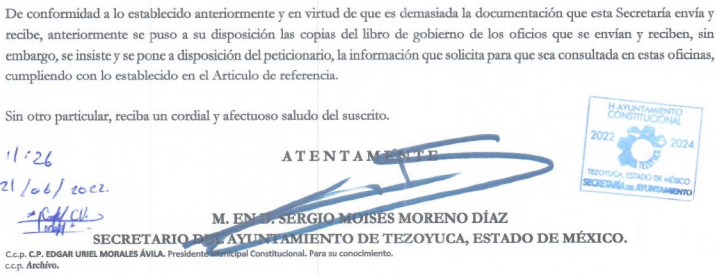 De conformidad a lo establecido anteriormente y en virtud de que es demasiada la documentación que esta Secretaría envía y
recibe, anteriormente se puso a su disposición las copias del libro de gobierno de los oficios que se envían y reciben, sin
embargo, se insiste y se pone a disposición del peticionario, la información que solicita para que sea consultada en estas oficinas,
cumpliendo con lo establecido en el Articulo de referencia.
Sin otro particular, reciba un cordial y afectuoso saludo del suscrito.
H AYUNTAMIENTO
CONSTITUCIONAL
2022 2024
TEZOYUCA, ESTADO DE MÉXICO
SECRETARÍA DEL AYUNTAMIENTO
11:26
21/06/2022.
ATENTAMENTE
M. EN D. SERGIO MOISES MORENO DÍAZ
SECRETARIO DEL AYUNTAMIENTO DE TEZOYUCA, ESTADO DE MÉXICO.
C.c.p. C.P. EDGAR URIEL MORALES ÁVILA. Presidente Municipal Constitucional. Para su conocimiento.
c.c.p. Archivo.